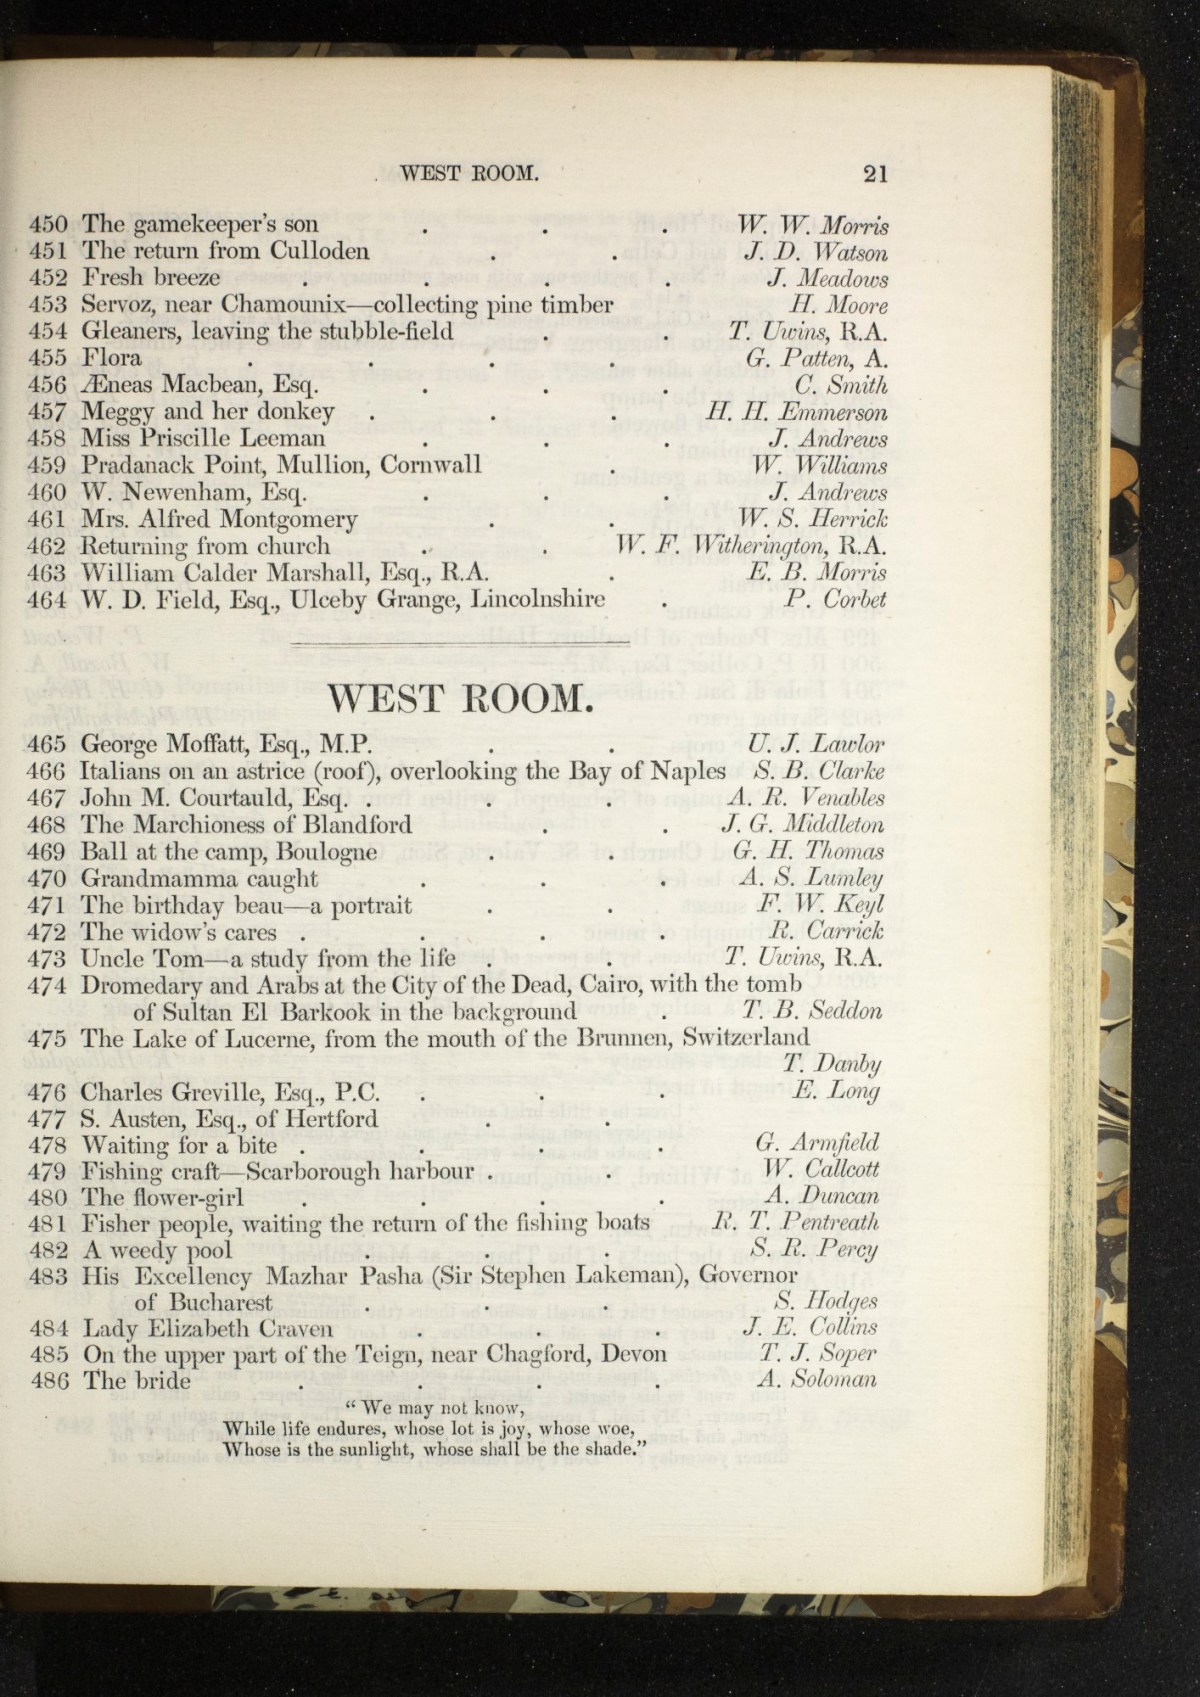 WEST ROOM. 21
450 The gamekeeper's son . . . W. W. Morris
451 The return from Culloden . . J. D. Watson
452 Fresh breeze . . . . J. Meadows
453 Servoz, near Chamounix—collecting pine timber H. Moore
454 Gleaners, leaving the stubble-field . . T. Uwins, R.A.
455 Flora . . . . G. Patten, A.
456 Æneas Macbean, Esq. . . . C. Smith
457 Meggy and her donkey . . . H. H. Emmerson
458 Miss Priscille Leeman . . . J. Andrews
459 Pradanack Point, Mullion, Cornwall . W. Williams
460 W. Newenham, Esq. . . . J. Andrews
461 Mrs. Alfred Montgomery . . W. S. Herrick
462 Returning from church . . W. F. Witherington, R.A.
463 William Calder Marshall, Esq., R.A. . E. B. Morris
464 W. D. Field, Esq., Ulceby Grange, Lincolnshire . P. Corbet
WEST ROOM.
465 George Moffatt, Esq., M.P. . . U. J. Lawlor
466 Italians on an astrice (roof), overlooking the Bay of Naples S. B. Clarke
467 John M. Courtauld, Esq. . . . A. R. Venables
468 The Marchioness of Blandford . . J. G. Middleton
469 Ball at the camp, Boulogne . . G. H. Thomas
470 Grandmamma caught . . . A. S. Lumley
471 The birthday beau—a portrait . . F. W. Keyl
472 The widow's cares . . . . R. Carrick
473 Uncle Tom—a study from the life . . T. Uwins, R.A.
474 Dromedary and Arabs at the City of the Dead, Cairo, with the tomb
of Sultan El Barkook in the background . T. B. Seddon
475 The Lake of Lucerne, from the mouth of the Brunnen, Switzerland
T. Danby
476 Charles Greville, Esq., P.C. . . . E. Long
477 S. Austen, Esq., of Hertford . .
478 Waiting for a bite . . . . G. Armfield
479 Fishing craft—Scarborough harbour . . W. Callcott
480 The flower-girl . . . . A. Duncan
481 Fisher people, waiting the return of the fishing boats R. T. Pentreath
482 A weedy pool . . . S. R. Percy
483 His Excellency Mazhar Pasha (Sir Stephen Lakeman), Governor
of Bucharest . . . S. Hodges
484 Lady Elizabeth Craven . . . J. E. Collins
485 On the upper part of the Teign, near Chagford, Devon T. J. Soper
486 The bride . . . . A. Soloman
"We may not know,
While life endures, whose lot is joy, whose woe,
Whose is the sunlight, whose shall be the shade."